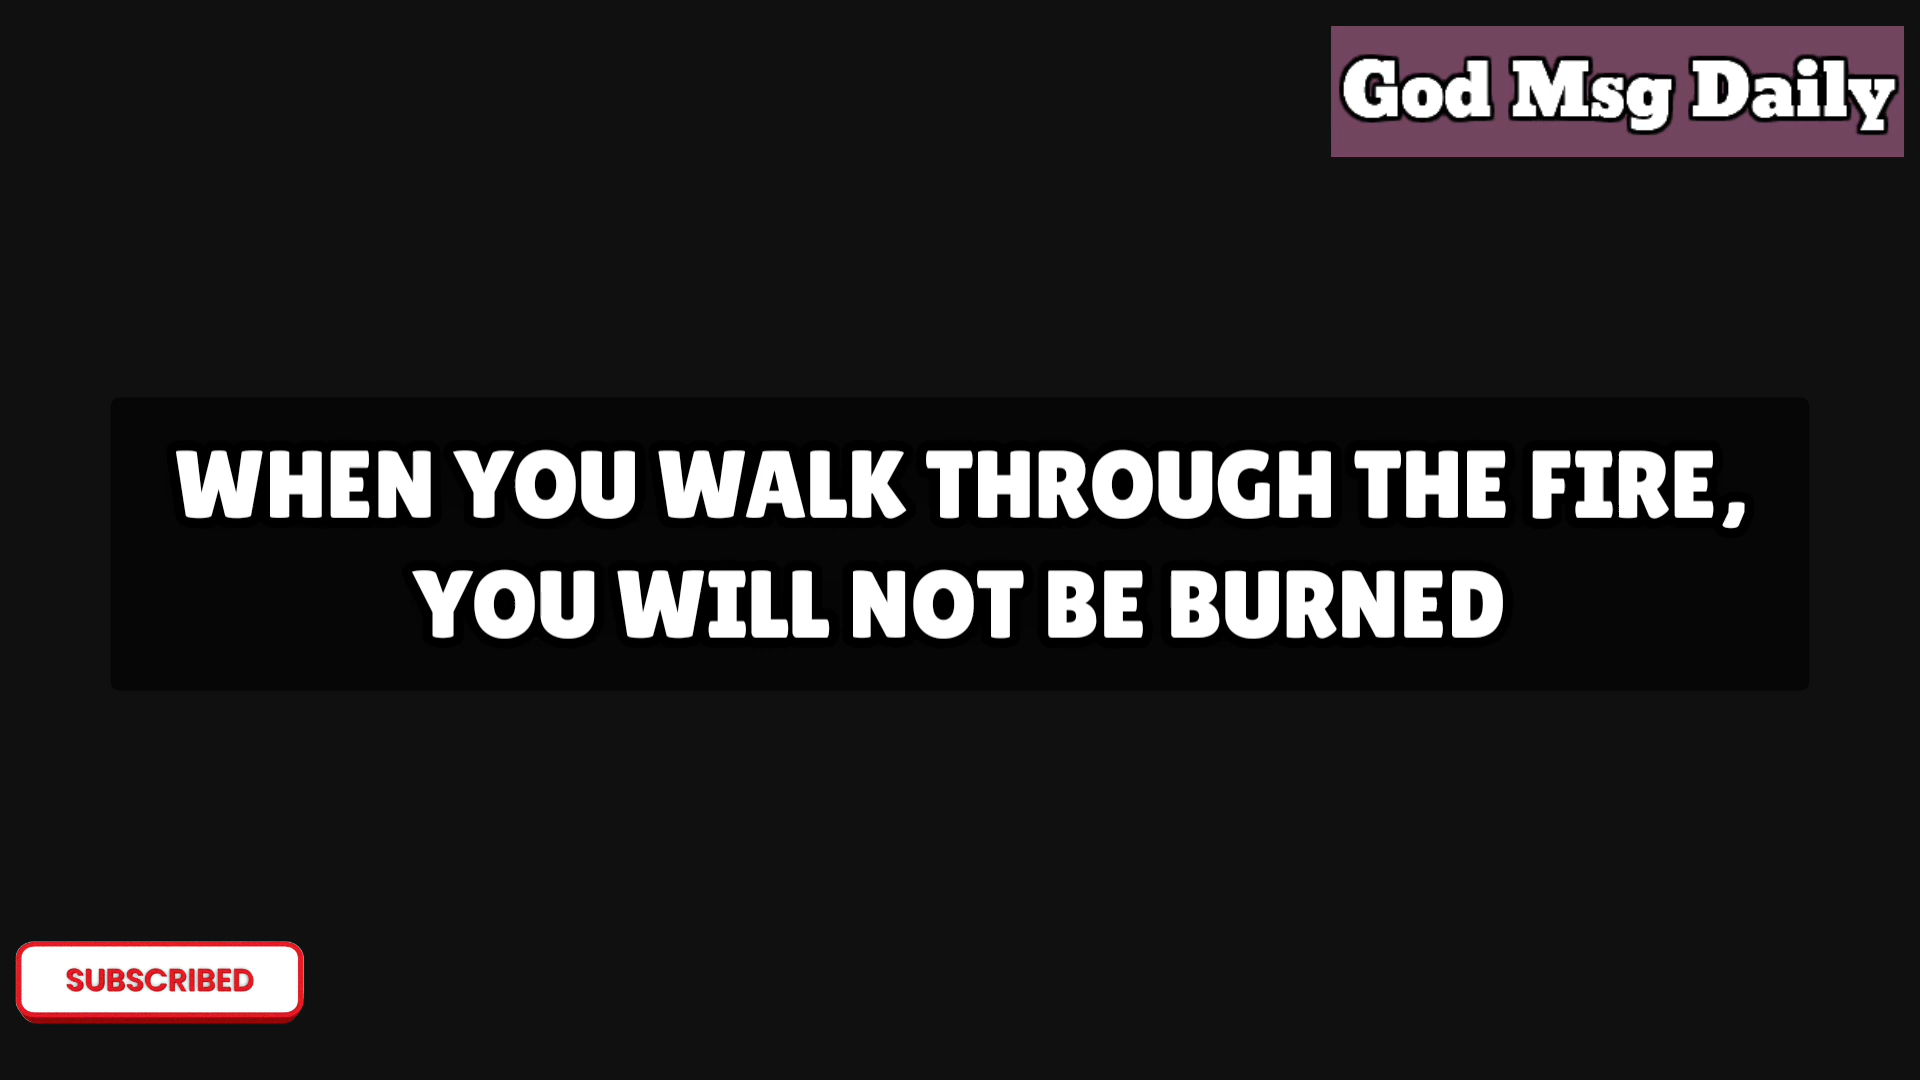 God Msg Daily
WHEN YOU WALK THROUGH THE FIRE,
YOU WILL NOT BE BURNED
SUBSCRIBED